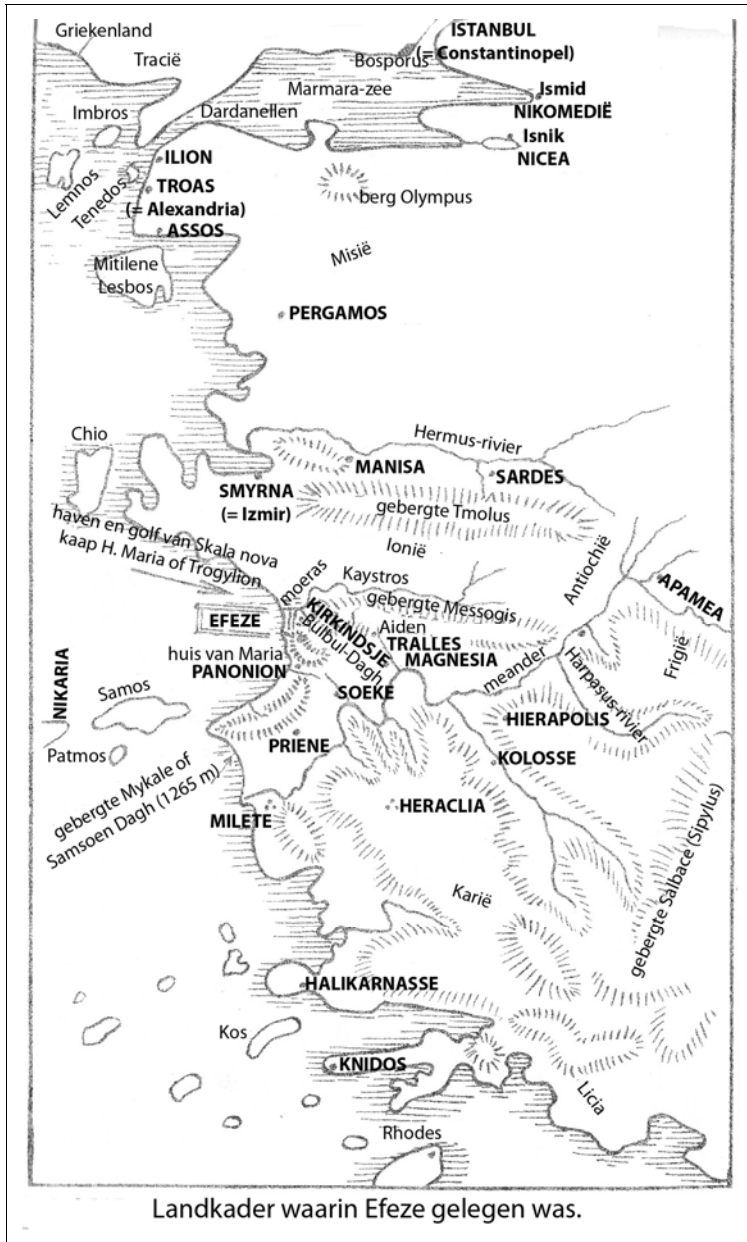 Griekenland
ISTANBUL
(= Constantinopel)
Tracië
Bosporus
Marmara-zee
Ismid
NIKOMEDIË
Imbros
Dardanellen
Isnik
NICEA
ILION
Lemnos
Tenedos
TROAS
(= Alexandria)
berg Olympus
ASSOS
Mitilene
Lesbos
Misië
PERGAMOS
Chio
Hermus-rivier
MANISA
SARDES
SMYRNA
(= Izmir)
gebergte Tmolus
haven en golf van Skala nova
kaap H. Maria of Trogylion
Ionië
Antiochië
moeras
Kaystros
gebergte Messogis
APAMEA
EFEZE
KIRKINDSJE
Bulbul-Dagh
Aiden
TRALLES
MAGNESIA
Frigië
huis van Maria
PANONION
meander
Harpasus-rivier
SOEKE
NIKARIA
Samos
HIERAPOLIS
PRIENE
Patmos
KOLOSSE
gebergte Mykale of
Samsoen Dagh (1265 m)
MILETE
HERACLIA
gebergte Salbace (Sipylus)
Karië
HALIKARNASSE
Kos
KNIDOS
Licia
Rhodes
Landkader waarin Efeze gelegen was.